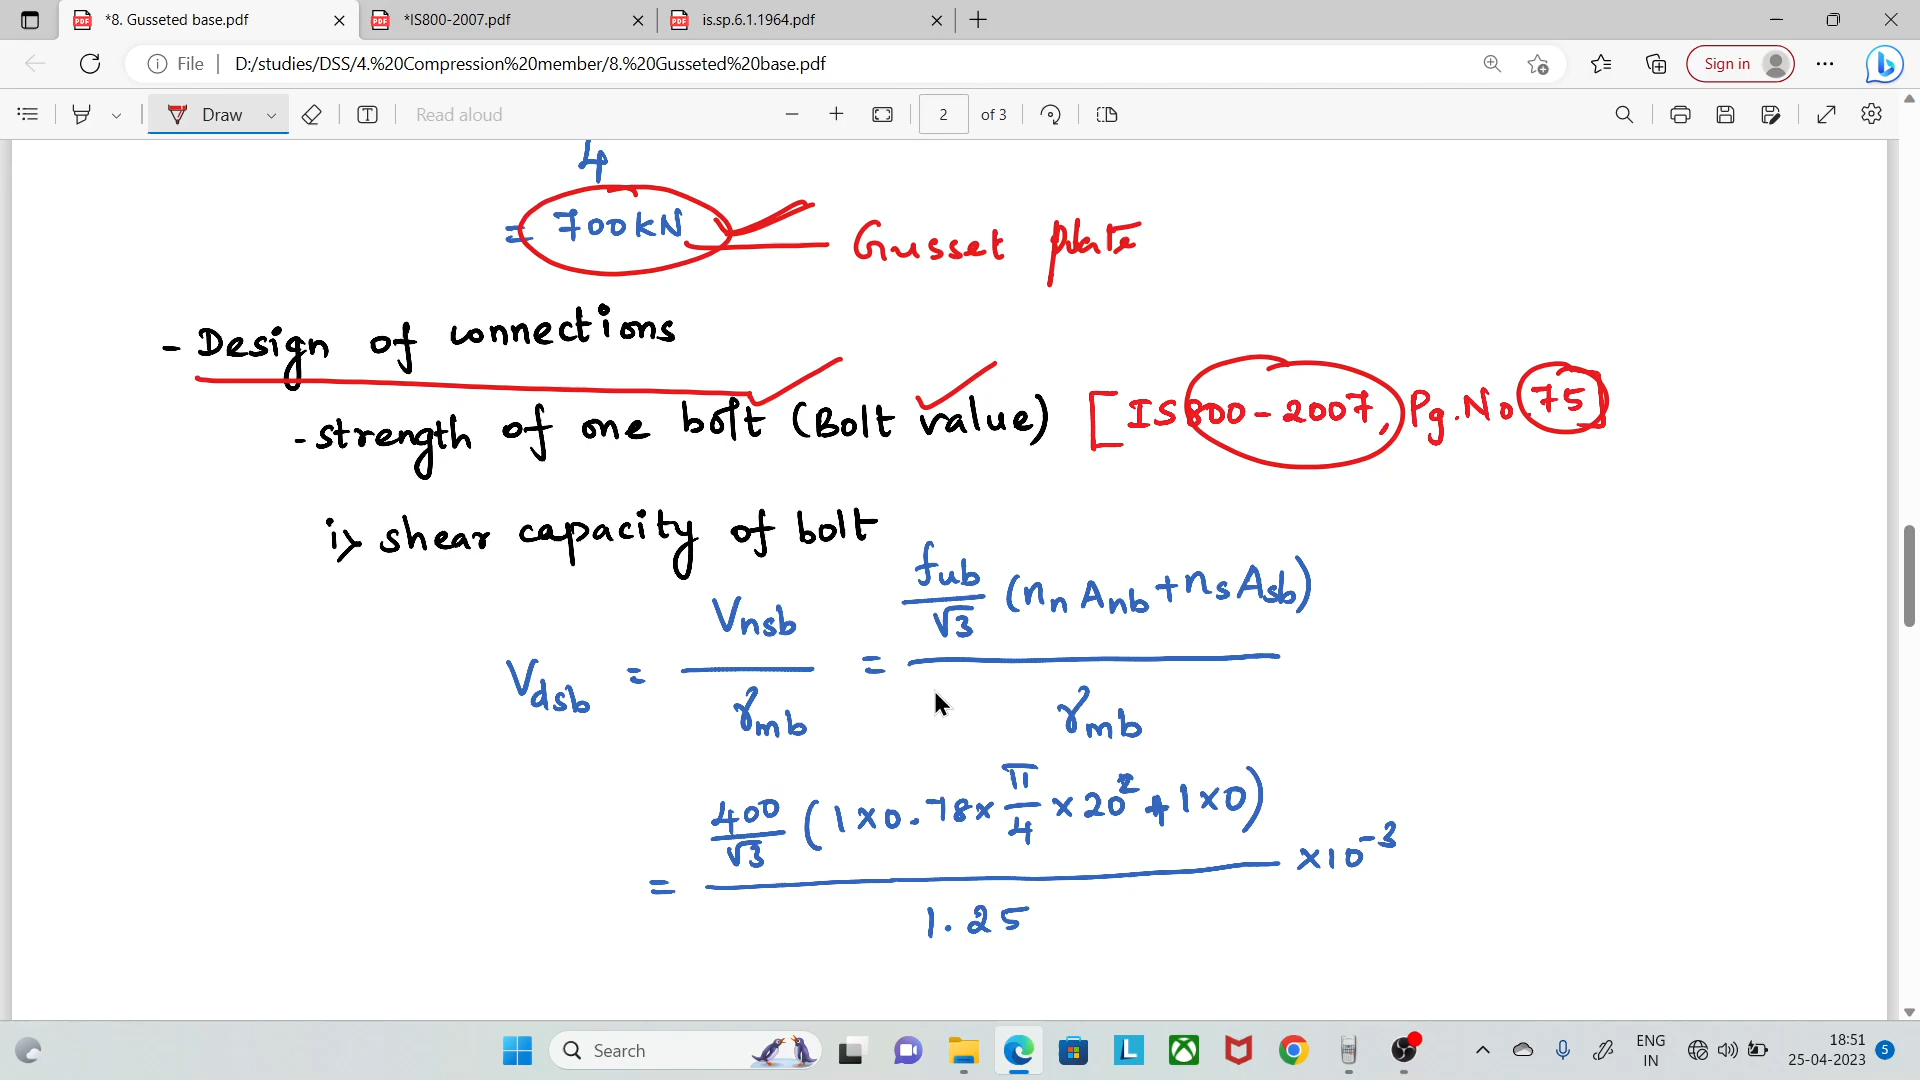 *8. Gusseted base.pdf
*IS800-2007.pdf
is.sp.6.1.1964.pdf
File
D:/studies/DSS/4.%20Compression%20member/8.%20Gusseted%20base.pdf
Sign in
Draw
Read aloud
2
of 3
4
= 700kN Gusset plate
- Design of connections
- strength of one bolt (Bolt value) [IS800-2007, Pg.No.75]
i> shear capacity of bolt
Vdsb = Vnsb / γmb = fub/√3 (nn Anb + ns Asb) / γmb
= 400/√3 (1×0.78×π/4×20²+1×0) / 1.25 ×10⁻³
Search
ENG
IN
18:51
25-04-2023
5